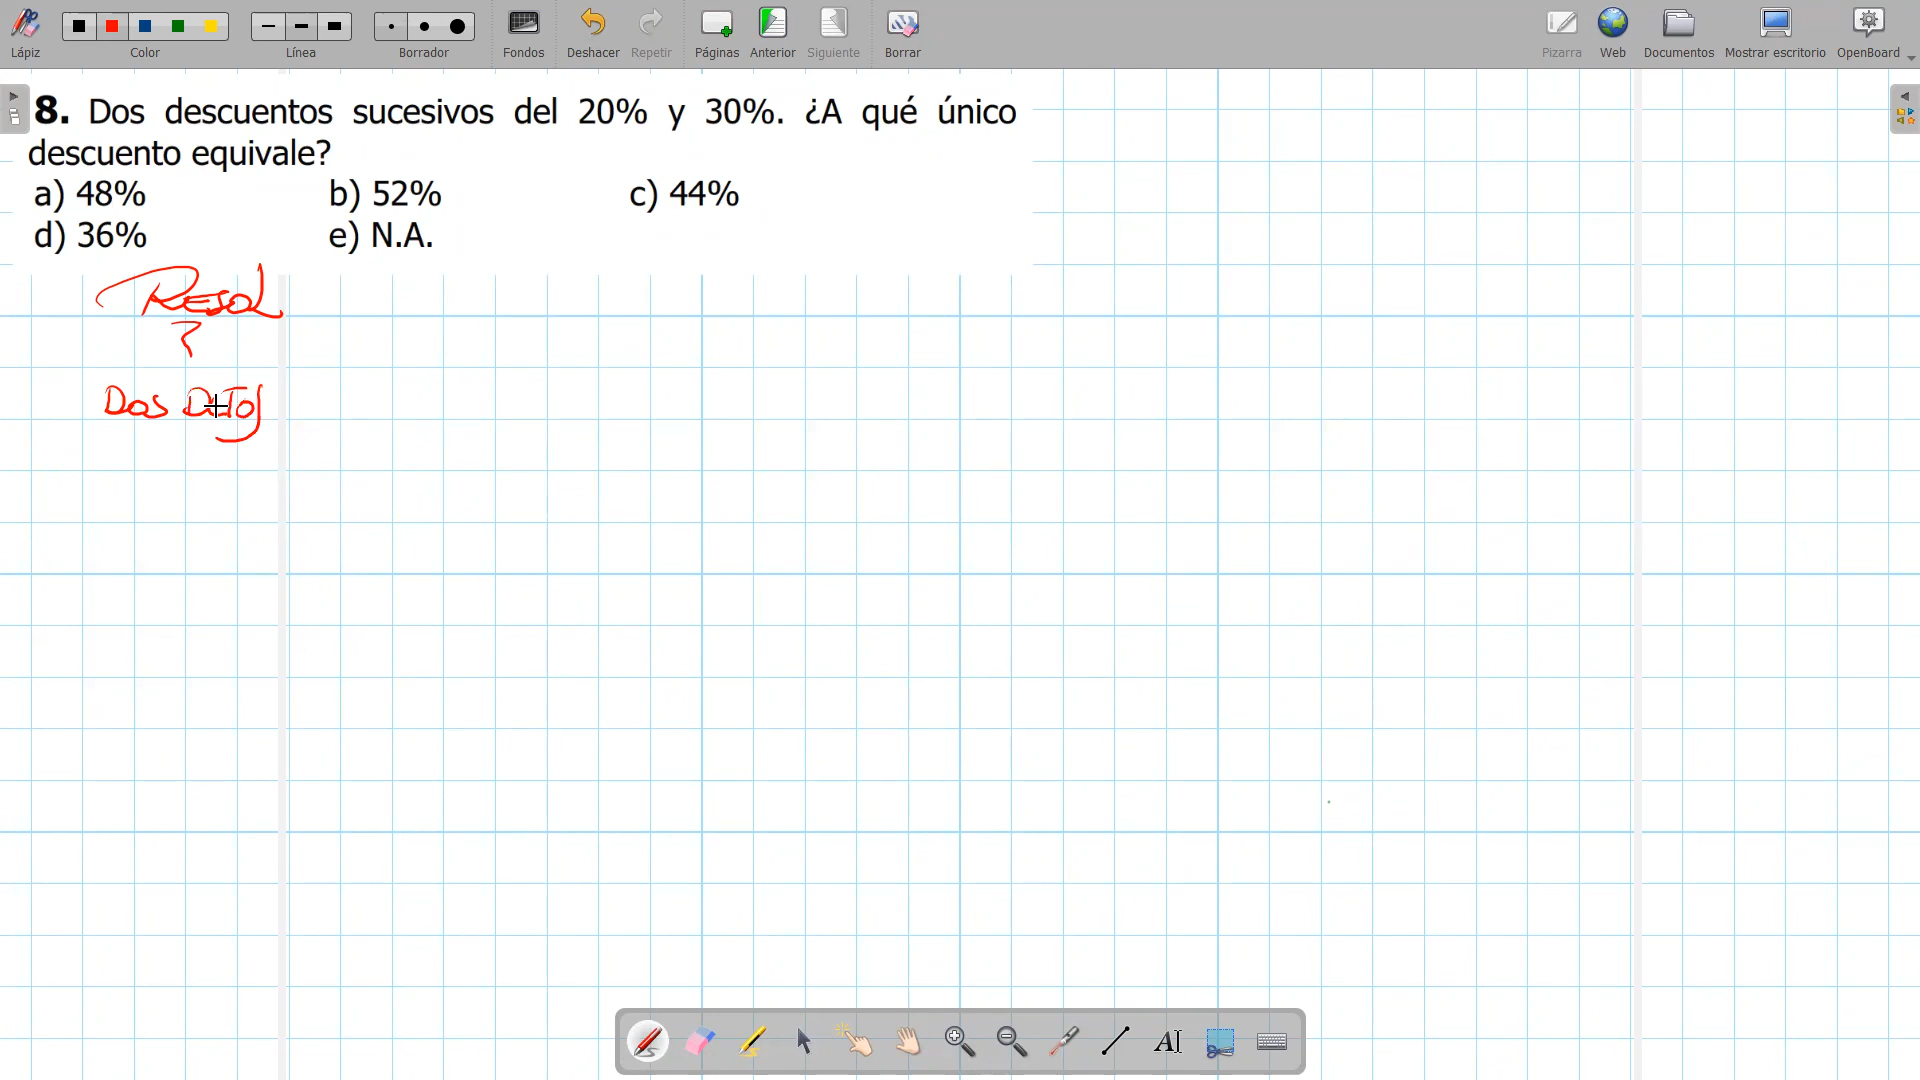 Lápiz Color Línea Borrador Fondos Deshacer Repetir Páginas Anterior Siguiente Borrar Pizarra Web Documentos Mostrar escritorio OpenBoard
8. Dos descuentos sucesivos del 20% y 30%. ¿A qué único
descuento equivale?
a) 48% b) 52% c) 44%
d) 36% e) N.A.
Resol
Dos